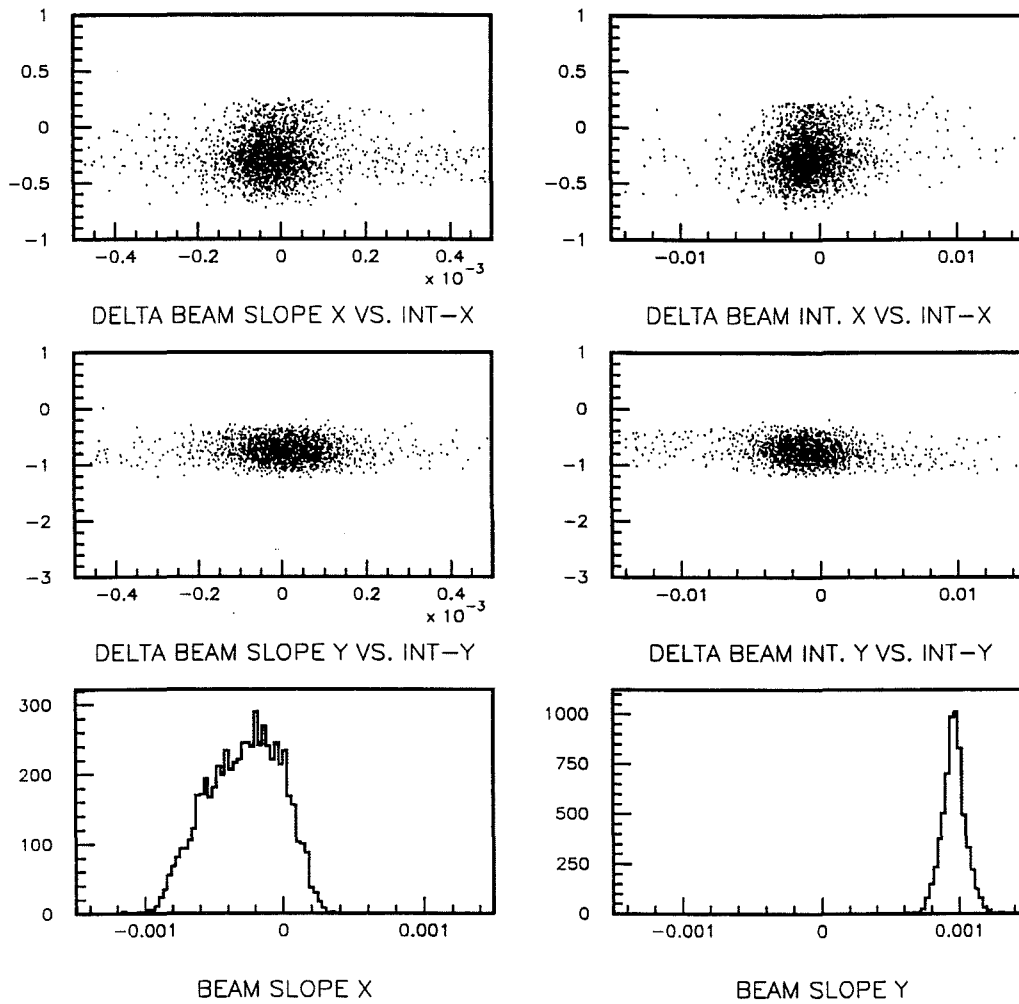 1
0.5
0
−0.5
−1
−0.4 −0.2 0 0.2 0.4
× 10⁻³
DELTA BEAM SLOPE X VS. INT−X
1
0.5
0
−0.5
−1
−0.01 0 0.01
DELTA BEAM INT. X VS. INT−X
1
0
−1
−2
−3
−0.4 −0.2 0 0.2 0.4
× 10⁻³
DELTA BEAM SLOPE Y VS. INT−Y
1
0
−1
−2
−3
−0.01 0 0.01
DELTA BEAM INT. Y VS. INT−Y
300
200
100
0
−0.001 0 0.001
BEAM SLOPE X
1000
750
500
250
0
−0.001 0 0.001
BEAM SLOPE Y